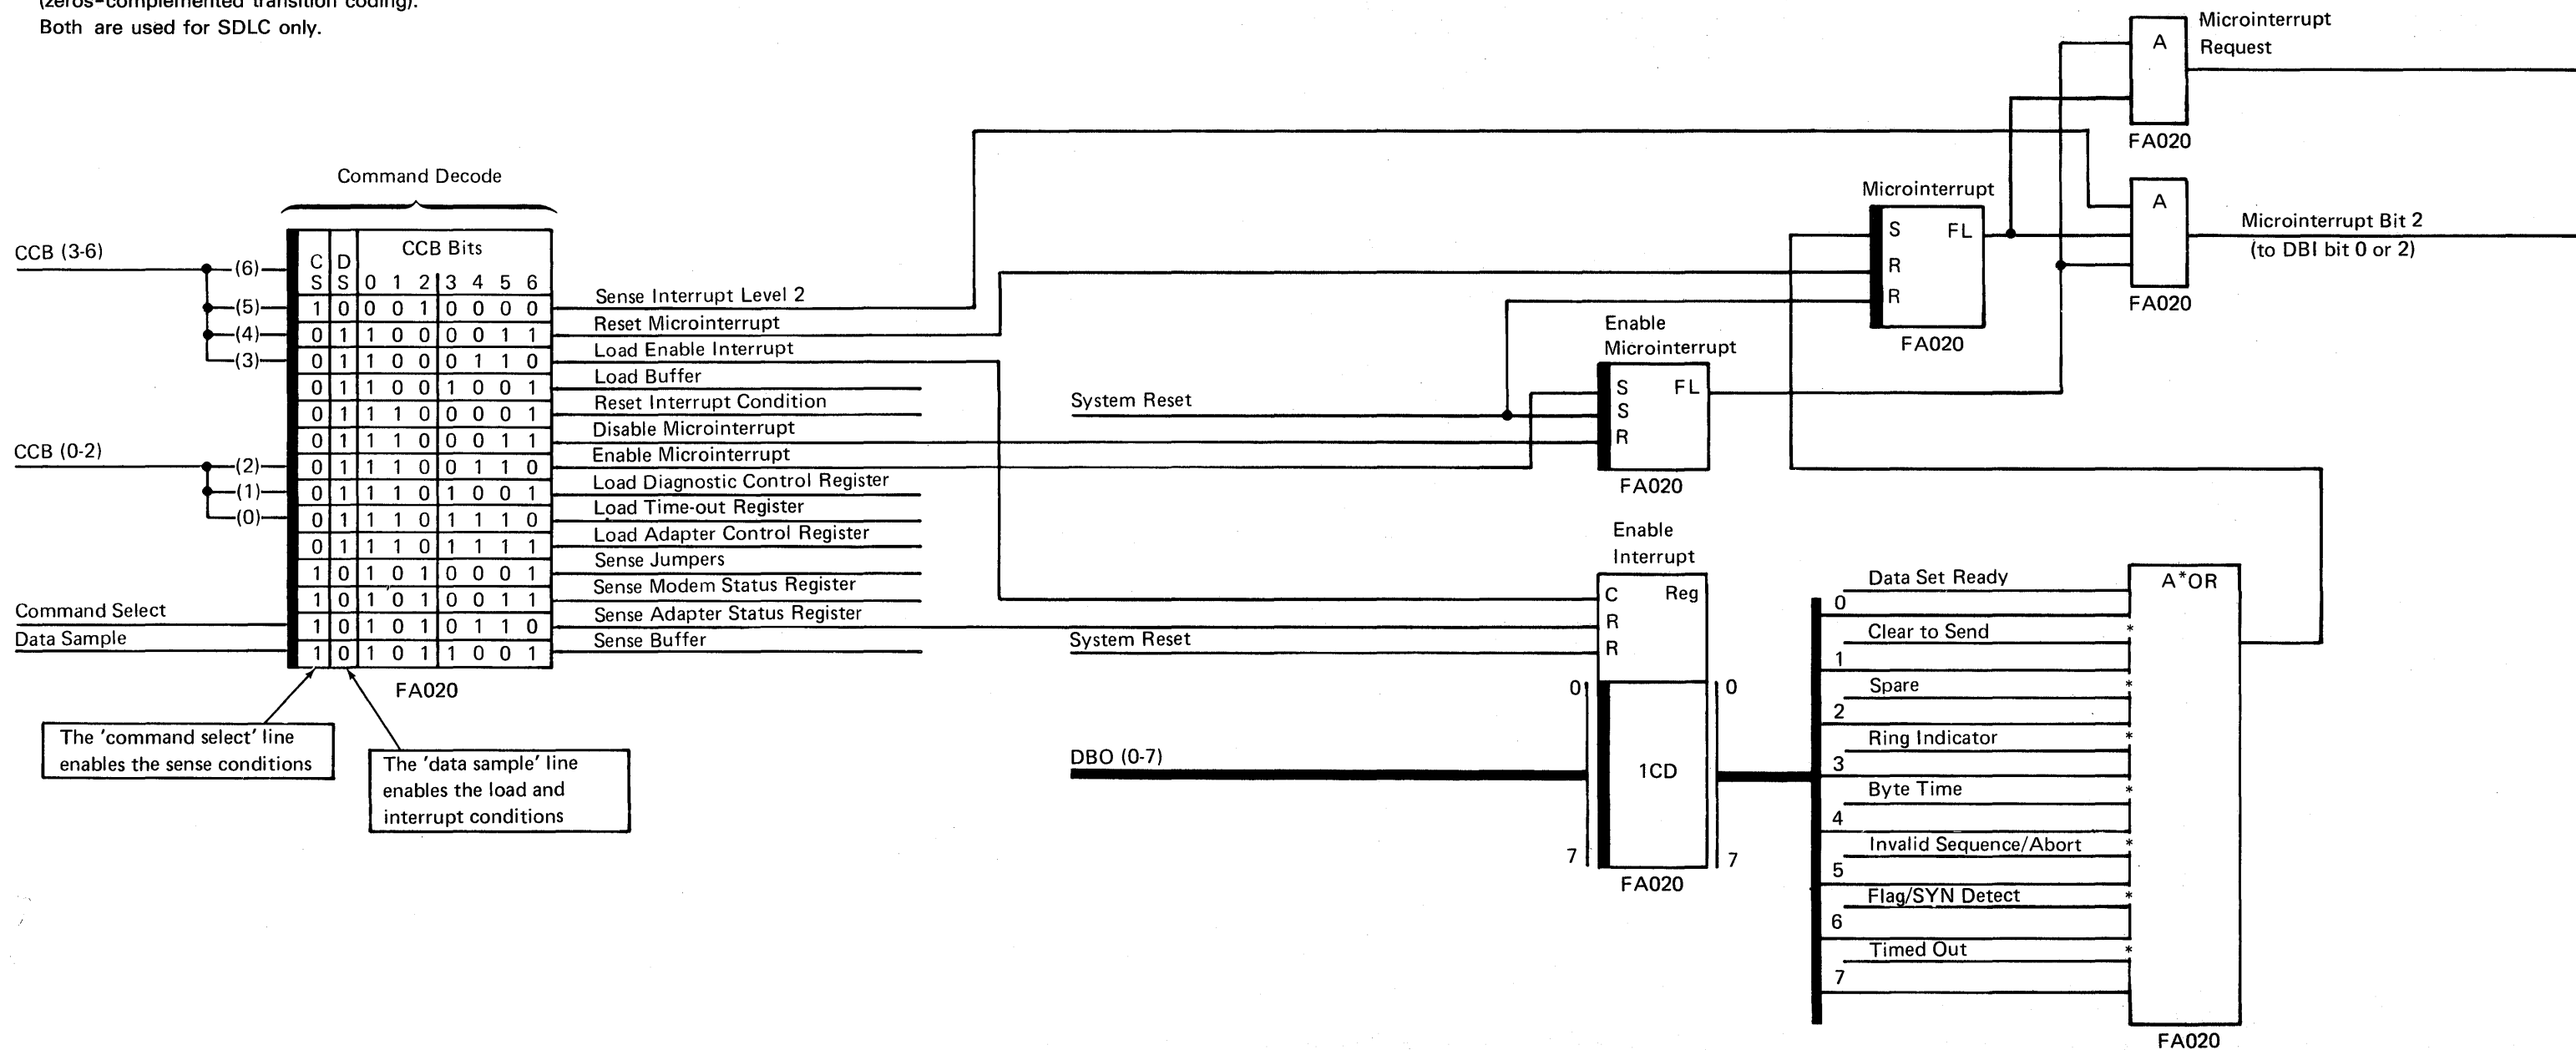 (zeros-complemented transition coding).
Both are used for SDLC only.
Microinterrupt
Request
A
FA020
Command Decode
CCB (3-6)
(6)
(5)
(4)
(3)
CCB (0-2)
(2)
(1)
(0)
Command Select
Data Sample
C D CCB Bits
S S 0 1 2 3 4 5 6
1 0 0 0 1 0 0 0 0 Sense Interrupt Level 2
0 1 1 0 0 0 0 1 1 Reset Microinterrupt
0 1 1 0 0 0 1 1 0 Load Enable Interrupt
0 1 1 0 0 1 0 0 1 Load Buffer
0 1 1 1 0 0 0 0 1 Reset Interrupt Condition
0 1 1 1 0 0 0 1 1 Disable Microinterrupt
0 1 1 1 0 0 1 1 0 Enable Microinterrupt
0 1 1 1 0 1 0 0 1 Load Diagnostic Control Register
0 1 1 1 0 1 1 1 0 Load Time-out Register
0 1 1 1 0 1 1 1 1 Load Adapter Control Register
1 0 1 0 1 0 0 0 1 Sense Jumpers
1 0 1 0 1 0 0 1 1 Sense Modem Status Register
1 0 1 0 1 0 1 1 0 Sense Adapter Status Register
1 0 1 0 1 1 0 0 1 Sense Buffer
FA020
The 'command select' line
enables the sense conditions
The 'data sample' line
enables the load and
interrupt conditions
Microinterrupt
S FL
R
R
FA020
A
FA020
Microinterrupt Bit 2
(to DBI bit 0 or 2)
Enable
Microinterrupt
System Reset
S FL
S
R
FA020
Enable
Interrupt
C Reg
R
R
System Reset
0 0
DBO (0-7)
1CD
7 7
FA020
A*OR
Data Set Ready
0
*
Clear to Send
1
*
Spare
2
*
Ring Indicator
3
*
Byte Time
4
*
Invalid Sequence/Abort
5
*
Flag/SYN Detect
6
*
Timed Out
7
FA020